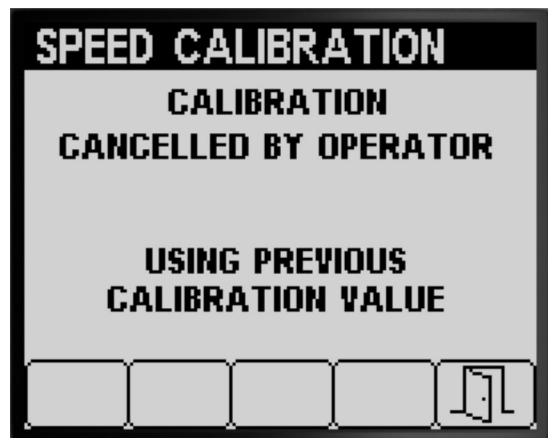 SPEED CALIBRATION
CALIBRATION
CANCELLED BY OPERATOR
USING PREVIOUS
CALIBRATION VALUE